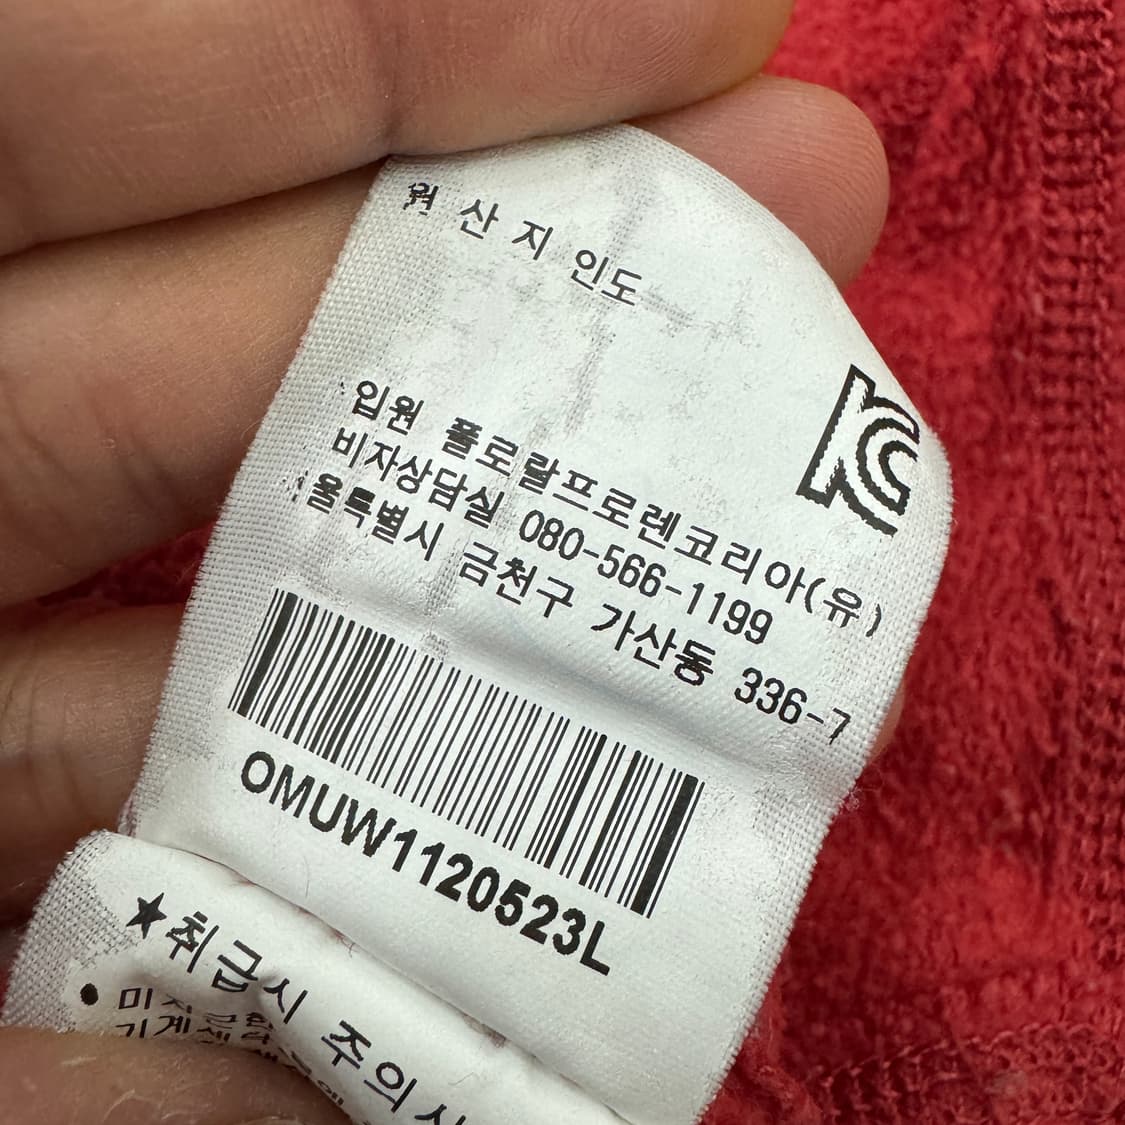 원 산 지 인도
KC
입원 폴로랄프로렌코리아(유)
비자상담실 080-566-1199
울특별시 금천구 가산동 336-7
OMUW1120523L
★취급시 주의사